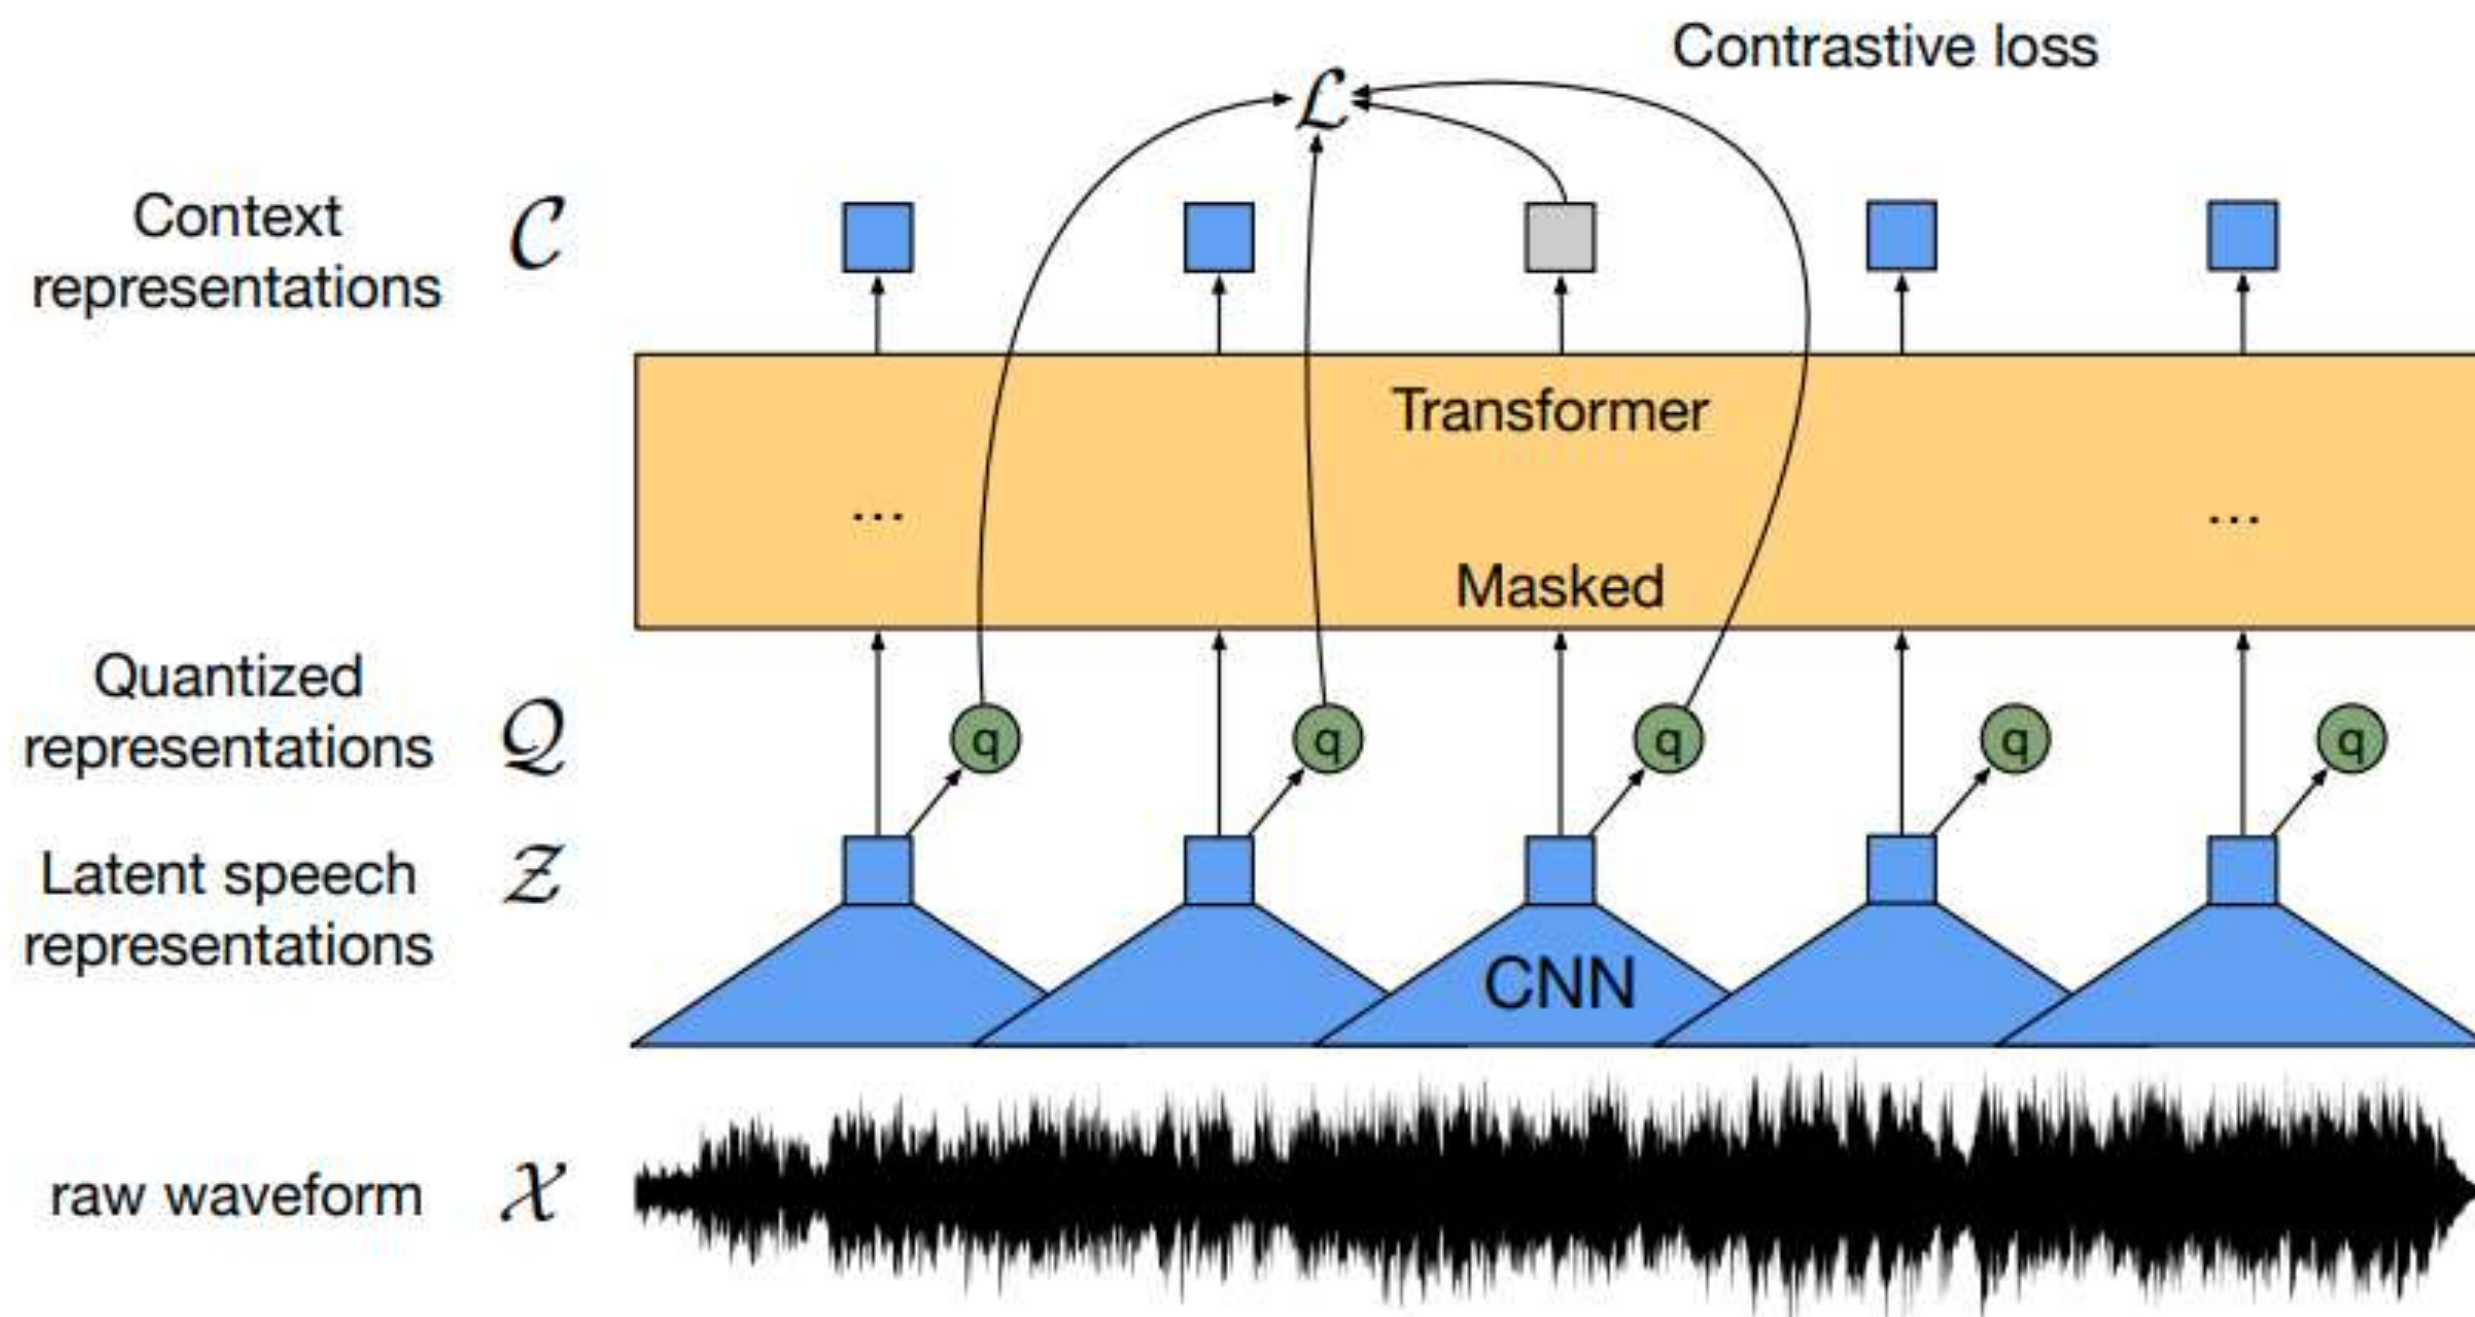 Contrastive loss
ℒ
Context
representations
𝒞
Transformer
... ...
Masked
Quantized
representations
𝒬
q q q q q
Latent speech
representations
𝒵
CNN
raw waveform
𝒳